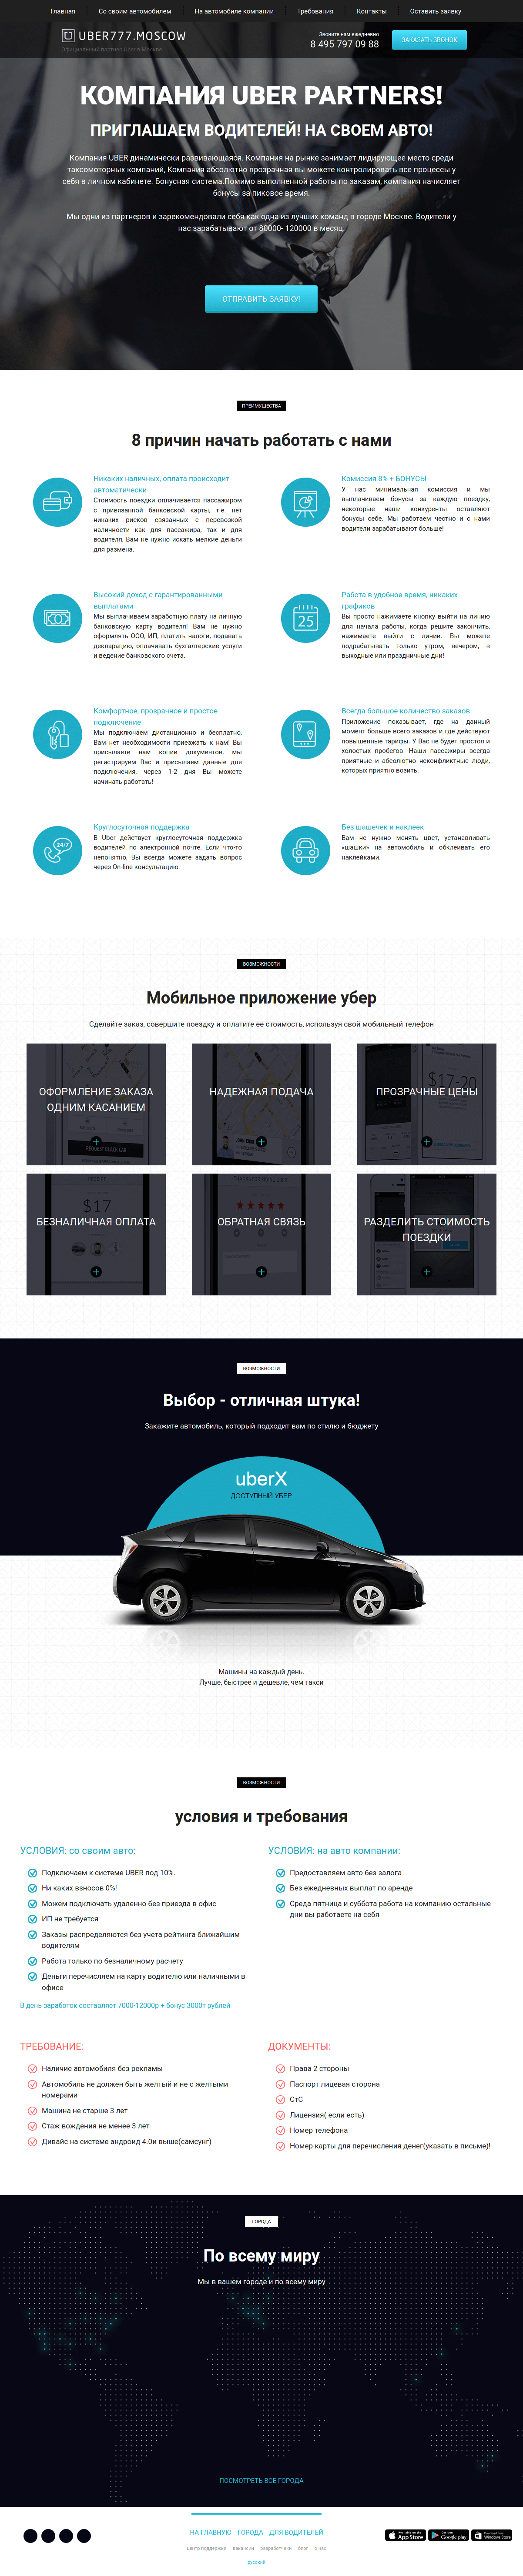 Главная
Со своим автомобилем
На автомобиле компании
Требования
Контакты
Оставить заявку
UBER777.MOSCOW
Официальный партнер Uber в Москве
Звоните нам ежедневно
8 495 797 09 88
ЗАКАЗАТЬ ЗВОНОК
КОМПАНИЯ UBER PARTNERS!
ПРИГЛАШАЕМ ВОДИТЕЛЕЙ! НА СВОЕМ АВТО!
Компания UBER динамически развивающаяся. Компания на рынке занимает лидирующее место среди
таксомоторных компаний, Компания абсолютно прозрачна вы можете контролировать все процессы у
себя в личном кабинете. Бонусная система.Помимо выполненной работы по заказам, компания начисляет
бонусы за пиковое время.
Мы одни из партнеров и зарекомендовали себя как одна из лучших команд в городе Москве. Водители у
нас зарабатывают от 80000- 120000 в месяц.
ОТПРАВИТЬ ЗАЯВКУ!
ПРЕИМУЩЕСТВА
8 причин начать работать с нами
Никаких наличных, оплата происходит
автоматически
Стоимость поездки оплачивается пассажиром
с привязанной банковской карты, т.е. нет
никаких рисков связанных с перевозкой
наличности как для пассажира, так и для
водителя, Вам не нужно искать мелкие деньги
для размена.
Комиссия 8% + БОНУСЫ
У нас минимальная комиссия и мы
выплачиваем бонусы за каждую поездку,
некоторые наши конкуренты оставляют
бонусы себе. Мы работаем честно и с нами
водители зарабатывают больше!
Высокий доход с гарантированными
выплатами
Мы выплачиваем заработную плату на личную
банковскую карту водителя! Вам не нужно
оформлять ООО, ИП, платить налоги, подавать
декларацию, оплачивать бухгалтерские услуги
и ведение банковского счета.
25
Работа в удобное время, никаких
графиков
Вы просто нажимаете кнопку выйти на линию
для начала работы, когда решите закончить,
нажимаете выйти с линии. Вы можете
подрабатывать только утром, вечером, в
выходные или праздничные дни!
Комфортное, прозрачное и простое
подключение
Мы подключаем дистанционно и бесплатно,
Вам нет необходимости приезжать к нам! Вы
присылаете нам копии документов, мы
регистрируем Вас и присылаем данные для
подключения, через 1-2 дня Вы можете
начинать работать!
Всегда большое количество заказов
Приложение показывает, где на данный
момент больше всего заказов и где действуют
повышенные тарифы. У Вас не будет простоя и
холостых пробегов. Наши пассажиры всегда
приятные и абсолютно неконфликтные люди,
которых приятно возить.
24/7
Круглосуточная поддержка
В Uber действует круглосуточная поддержка
водителей по электронной почте. Если что-то
непонятно, Вы всегда можете задать вопрос
через On-line консультацию.
Без шашечек и наклеек
Вам не нужно менять цвет, устанавливать
«шашки» на автомобиль и обклеивать его
наклейками.
ВОЗМОЖНОСТИ
Мобильное приложение убер
Сделайте заказ, совершите поездку и оплатите ее стоимость, используя свой мобильный телефон
ОФОРМЛЕНИЕ ЗАКАЗА
ОДНИМ КАСАНИЕМ
REQUEST BLACK CAR
НАДЕЖНАЯ ПОДАЧА
$17-20
ПРОЗРАЧНЫЕ ЦЕНЫ
$17
БЕЗНАЛИЧНАЯ ОПЛАТА
THANKS FOR RIDING UBER
ОБРАТНАЯ СВЯЗЬ
РАЗДЕЛИТЬ СТОИМОСТЬ
ПОЕЗДКИ
ВОЗМОЖНОСТИ
Выбор - отличная штука!
Закажите автомобиль, который подходит вам по стилю и бюджету
uberX
ДОСТУПНЫЙ УБЕР
Машины на каждый день.
Лучше, быстрее и дешевле, чем такси
ВОЗМОЖНОСТИ
условия и требования
УСЛОВИЯ: со своим авто:
Подключаем к системе UBER под 10%.
Ни каких взносов 0%!
Можем подключать удаленно без приезда в офис
ИП не требуется
Заказы распределяются без учета рейтинга ближайшим
водителям
Работа только по безналичному расчету
Деньги перечисляем на карту водителю или наличными в
офисе
В день заработок составляет 7000-12000р + бонус 3000т рублей
УСЛОВИЯ: на авто компании:
Предоставляем авто без залога
Без ежедневных выплат по аренде
Среда пятница и суббота работа на компанию остальные
дни вы работаете на себя
ТРЕБОВАНИЕ:
Наличие автомобиля без рекламы
Автомобиль не должен быть желтый и не с желтыми
номерами
Машина не старше 3 лет
Стаж вождения не менее 3 лет
Дивайс на системе андроид 4.0и выше(самсунг)
ДОКУМЕНТЫ:
Права 2 стороны
Паспорт лицевая сторона
СтС
Лицензия( если есть)
Номер телефона
Номер карты для перечисления денег(указать в письме)!
ГОРОДА
По всему миру
Мы в вашем городе и по всему миру
ПОСМОТРЕТЬ ВСЕ ГОРОДА
НА ГЛАВНУЮ ГОРОДА ДЛЯ ВОДИТЕЛЕЙ
центр поддержки вакансии разработчики блог о нас
русский
Available on the App Store
Google play
Windows Store